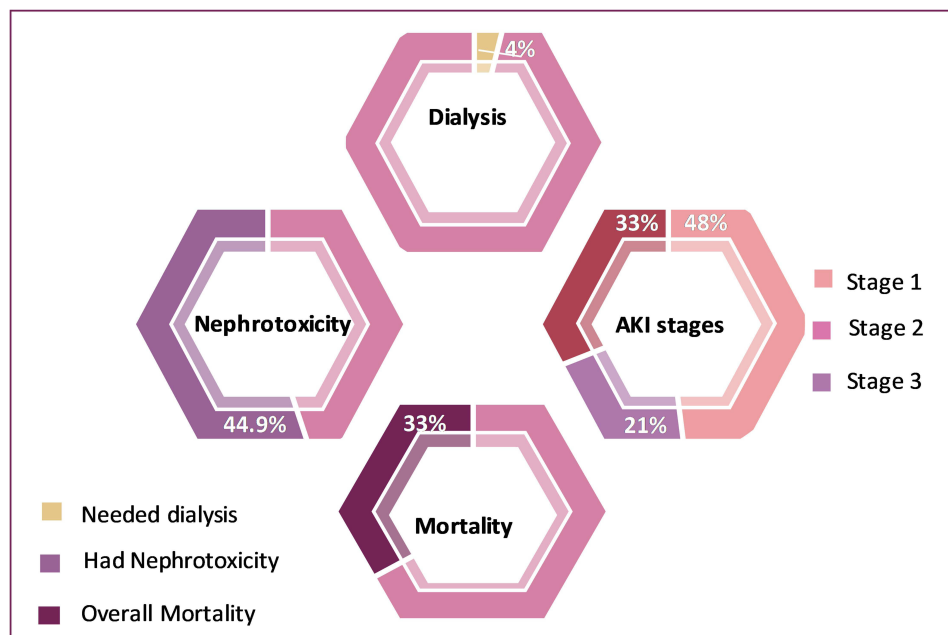 4%
Dialysis
33% 48%
Nephrotoxicity
AKI stages
Stage 1
Stage 2
Stage 3
44.9%
33%
21%
Mortality
Needed dialysis
Had Nephrotoxicity
Overall Mortality